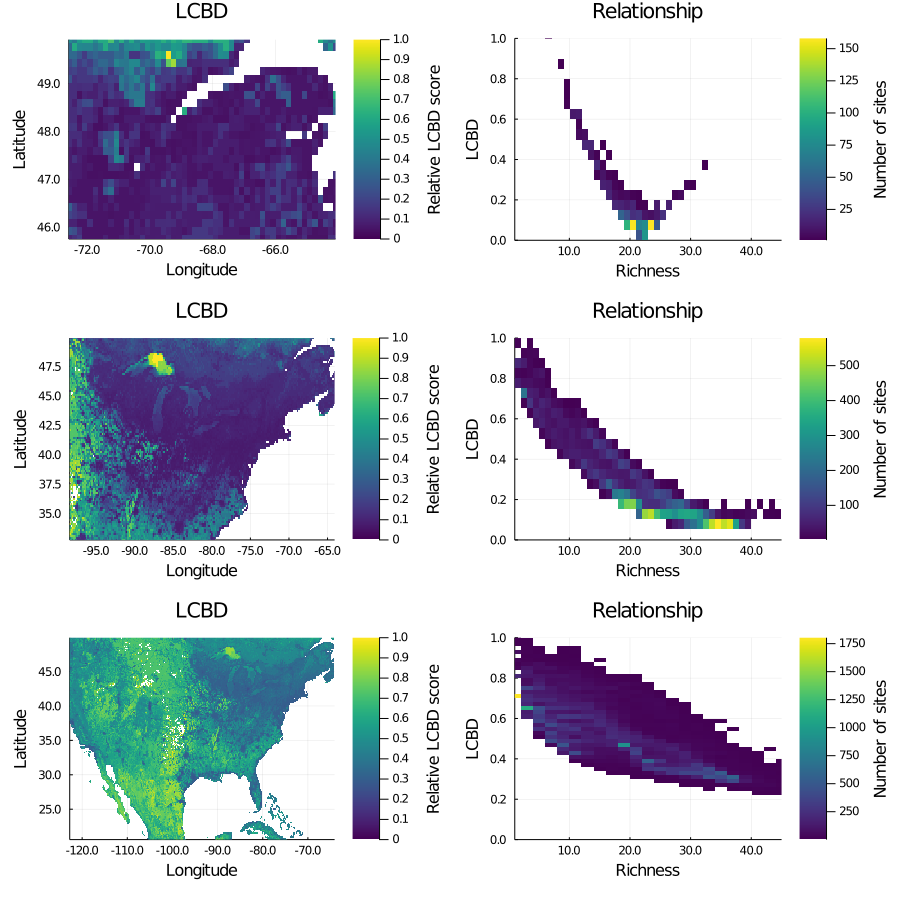 LCBD
Relationship
49.0
48.0
47.0
46.0
Latitude
-72.0 -70.0 -68.0 -66.0
Longitude
1.0
0.9
0.8
0.7
0.6
0.5
0.4
0.3
0.2
0.1
0
Relative LCBD score
1.0
0.8
0.6
0.4
0.2
0.0
LCBD
10.0 20.0 30.0 40.0
Richness
150
125
100
75
50
25
Number of sites
LCBD
Relationship
47.5
45.0
42.5
40.0
37.5
35.0
Latitude
-95.0 -90.0 -85.0 -80.0 -75.0 -70.0 -65.0
Longitude
1.0
0.9
0.8
0.7
0.6
0.5
0.4
0.3
0.2
0.1
0
Relative LCBD score
1.0
0.8
0.6
0.4
0.2
0.0
LCBD
10.0 20.0 30.0 40.0
Richness
500
400
300
200
100
Number of sites
LCBD
Relationship
45.0
40.0
35.0
30.0
25.0
Latitude
-120.0 -110.0 -100.0 -90.0 -80.0 -70.0
Longitude
1.0
0.9
0.8
0.7
0.6
0.5
0.4
0.3
0.2
0.1
0
Relative LCBD score
1.0
0.8
0.6
0.4
0.2
0.0
LCBD
10.0 20.0 30.0 40.0
Richness
1750
1500
1250
1000
750
500
250
Number of sites